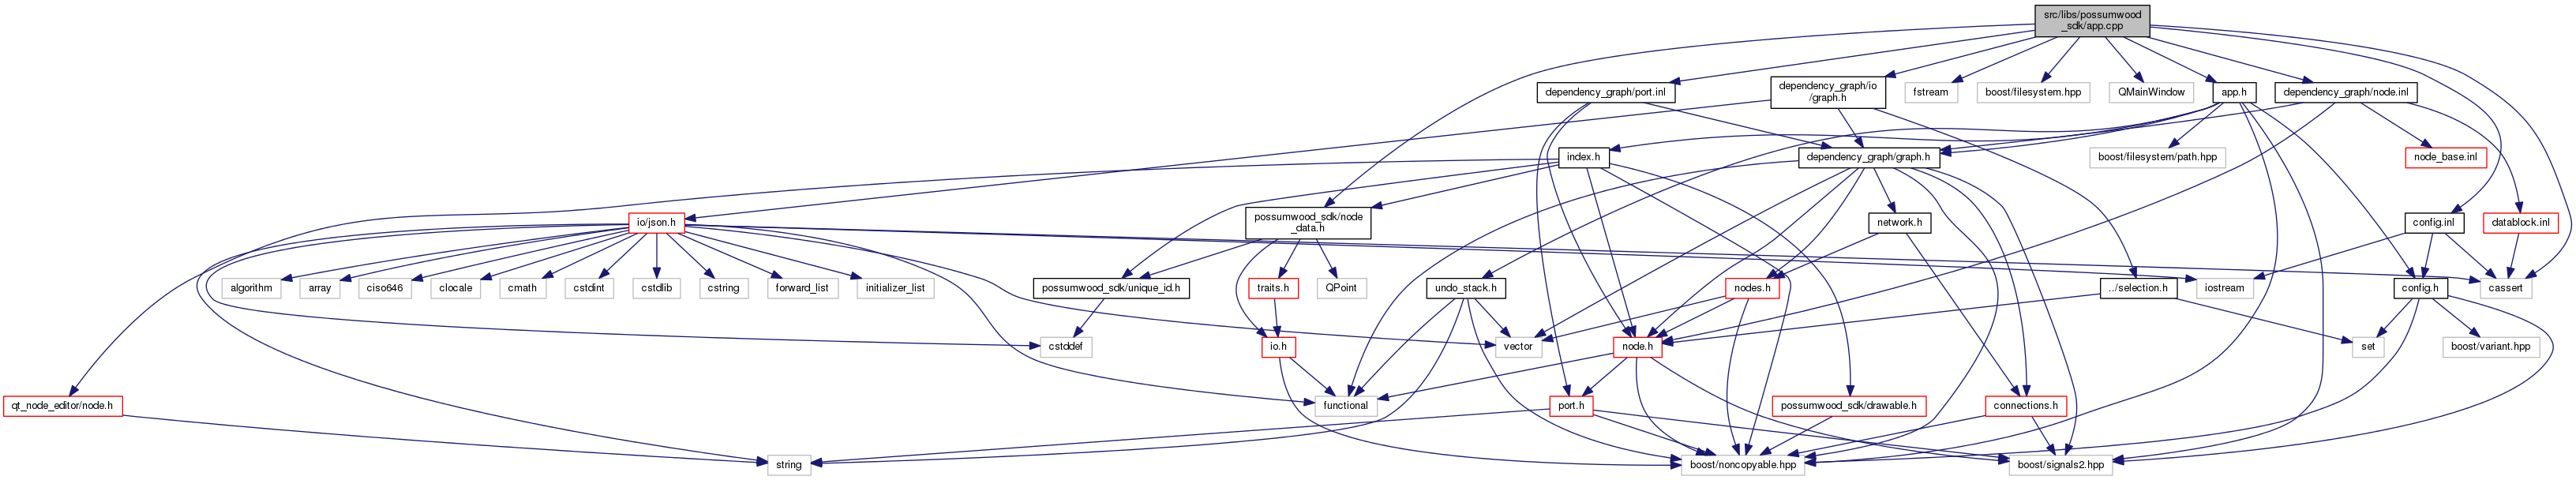 src/libs/possumwood
_sdk/app.cpp
dependency_graph/port.inl
dependency_graph/io
/graph.h
fstream
boost/filesystem.hpp
QMainWindow
app.h
dependency_graph/node.inl
index.h
dependency_graph/graph.h
boost/filesystem/path.hpp
node_base.inl
io/json.h
possumwood_sdk/node
_data.h
network.h
config.inl
datablock.inl
algorithm
array
ciso646
clocale
cmath
cstdint
cstdlib
cstring
forward_list
initializer_list
possumwood_sdk/unique_id.h
traits.h
QPoint
undo_stack.h
nodes.h
../selection.h
iostream
config.h
cassert
cstddef
io.h
vector
node.h
set
boost/variant.hpp
qt_node_editor/node.h
functional
port.h
possumwood_sdk/drawable.h
connections.h
string
boost/noncopyable.hpp
boost/signals2.hpp